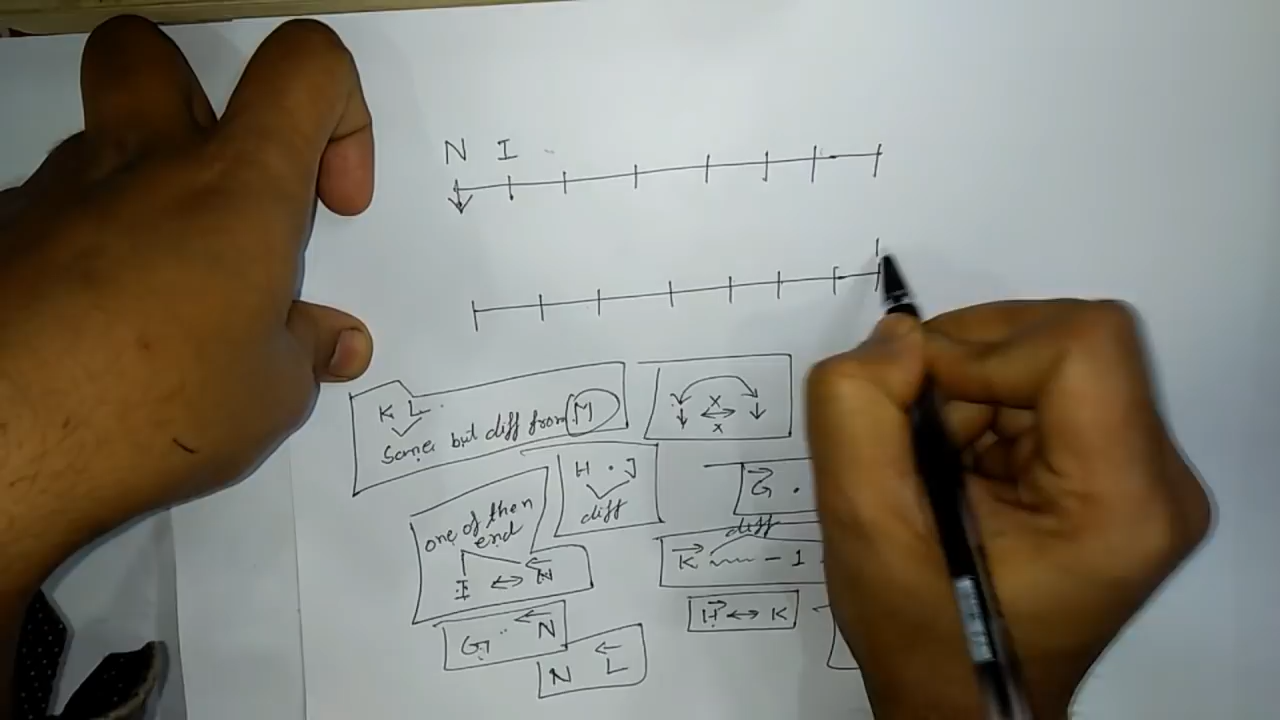 N I
K L
Same but diff from M
x
x
one of them
end
I ↔ N
H . J
diff
G .
diff
K - 1
G .. N
H ↔ K
N L